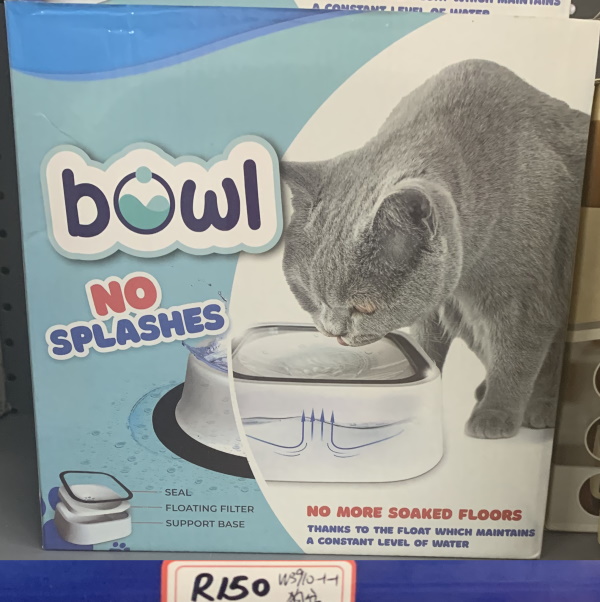 A CONSTANT LEVEL OF WATER
bowl
NO
SPLASHES
SEAL
FLOATING FILTER
SUPPORT BASE
NO MORE SOAKED FLOORS
THANKS TO THE FLOAT WHICH MAINTAINS
A CONSTANT LEVEL OF WATER
R150